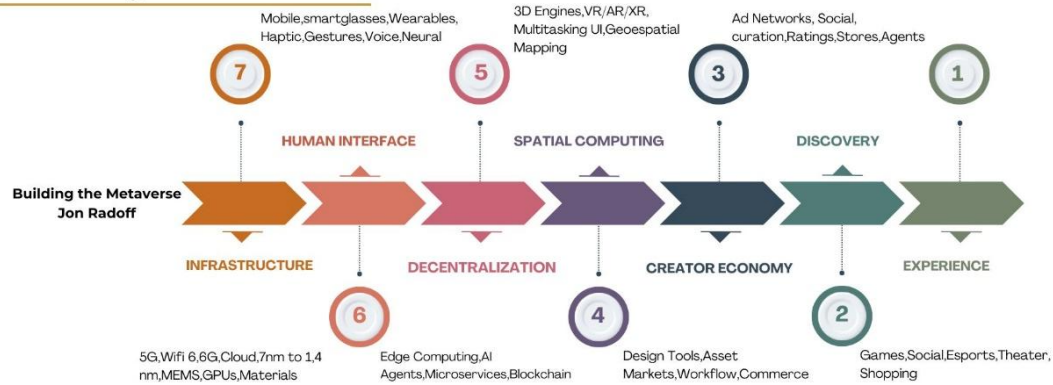 Mobile,smartglasses,Wearables,
Haptic,Gestures,Voice,Neural
3D Engines,VR/AR/XR,
Multitasking UI,Geoespatial
Mapping
Ad Networks, Social,
curation,Ratings,Stores,Agents
7
5
3
1
HUMAN INTERFACE
SPATIAL COMPUTING
DISCOVERY
Building the Metaverse
Jon Radoff
INFRASTRUCTURE
DECENTRALIZATION
CREATOR ECONOMY
EXPERIENCE
6
4
2
5G,Wifi 6,6G,Cloud,7nm to 1,4
nm,MEMS,GPUs,Materials
Edge Computing,AI
Agents,Microservices,Blockchain
Design Tools,Asset
Markets,Workflow,Commerce
Games,Social,Esports,Theater,
Shopping